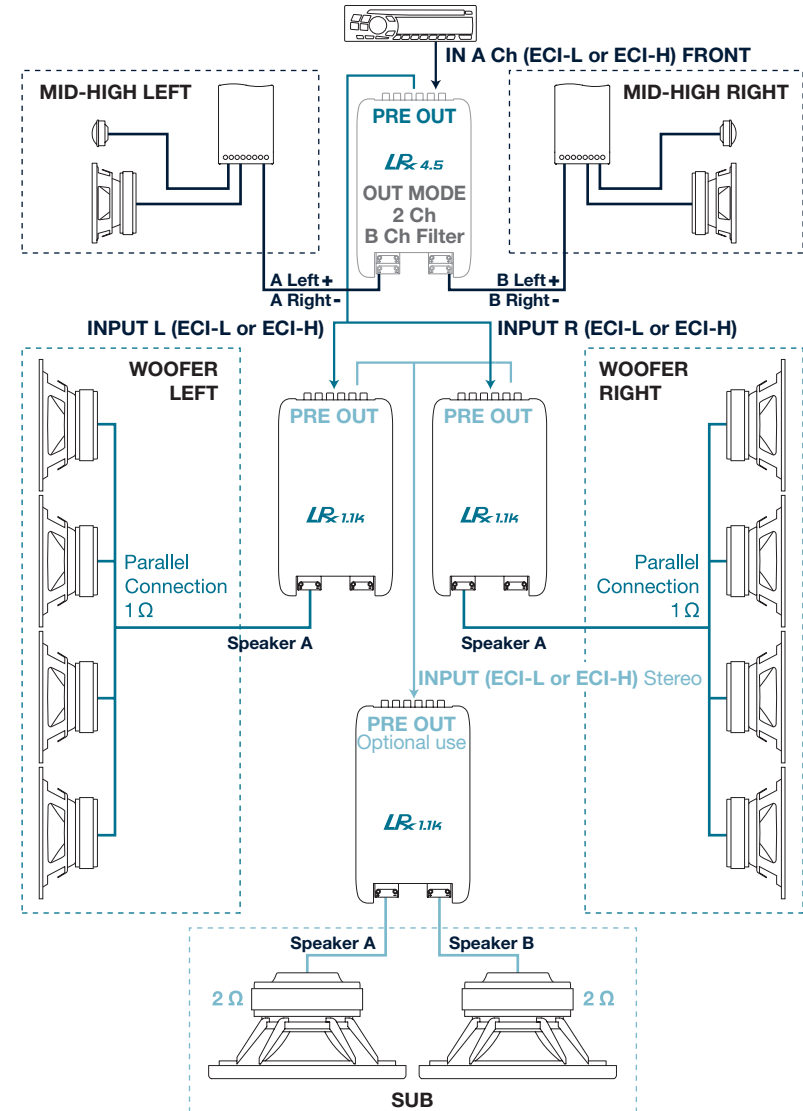 IN A Ch (ECI-L or ECI-H) FRONT
MID-HIGH LEFT
MID-HIGH RIGHT
PRE OUT
LRx 4.5
OUT MODE
2 Ch
B Ch Filter
A Left+
A Right-
B Left+
B Right-
INPUT L (ECI-L or ECI-H)
INPUT R (ECI-L or ECI-H)
WOOFER
LEFT
WOOFER
RIGHT
PRE OUT
PRE OUT
LRx 1.1k
LRx 1.1k
Parallel
Connection
1 Ω
Parallel
Connection
1 Ω
Speaker A
Speaker A
INPUT (ECI-L or ECI-H) Stereo
PRE OUT
Optional use
LRx 1.1k
Speaker A
Speaker B
2 Ω
2 Ω
SUB